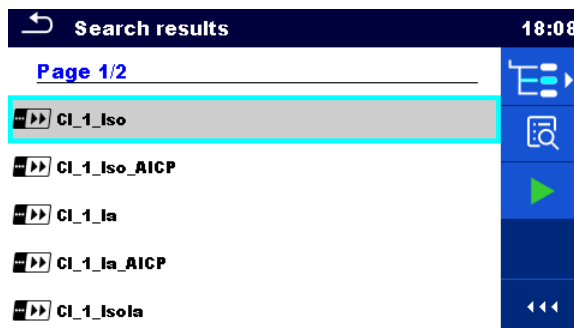 Search results
18:08
Page 1/2
Cl_1_Iso
Cl_1_Iso_AICP
Cl_1_Ia
Cl_1_Ia_AICP
Cl_1_IsoIa